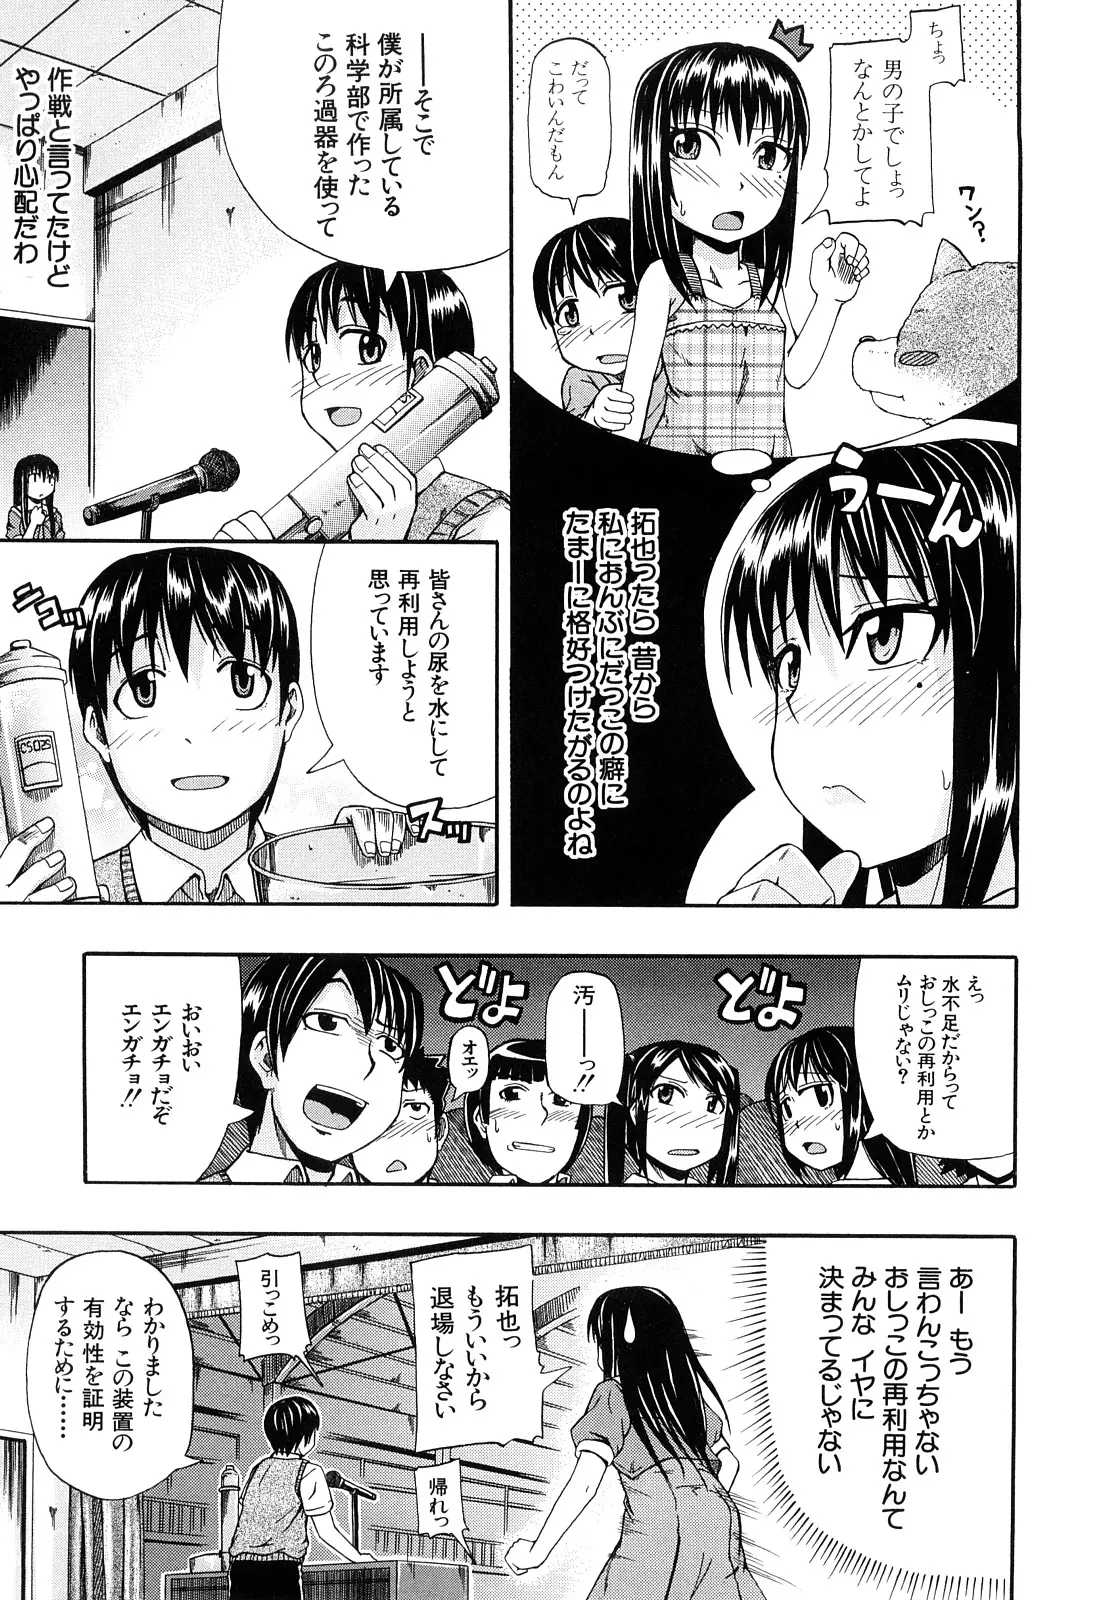 ちょっ
男の子でしょっ
なんとかしてよ
だって
こわいんだもん
ワン?
うーん
拓也ったら 昔から
私におんぶにだっこの癖に
たまーに格好つけたがるのよね
――そこで
僕が所属している
科学部で作った
このろ過器を使って
作戦と言ってたけど
やっぱり心配だわ
皆さんの尿を水にして
再利用しようと
思っています
ニコッ
スッ
CS.02S
えっ
水不足だからって
おしっこの再利用とか
ムリじゃない?
どよ
汚――っ!!
どよ
オエッ
おいおい
エンガチョだぞ
エンガチョ!!
あー もう
言わんこっちゃない
おしっこの再利用なんて
みんな イヤに
決まってるじゃない
拓也っ
もういいから
退場しなさい
引っこめっ
帰れっ
わかりました
なら この装置の
有効性を証明
するために……